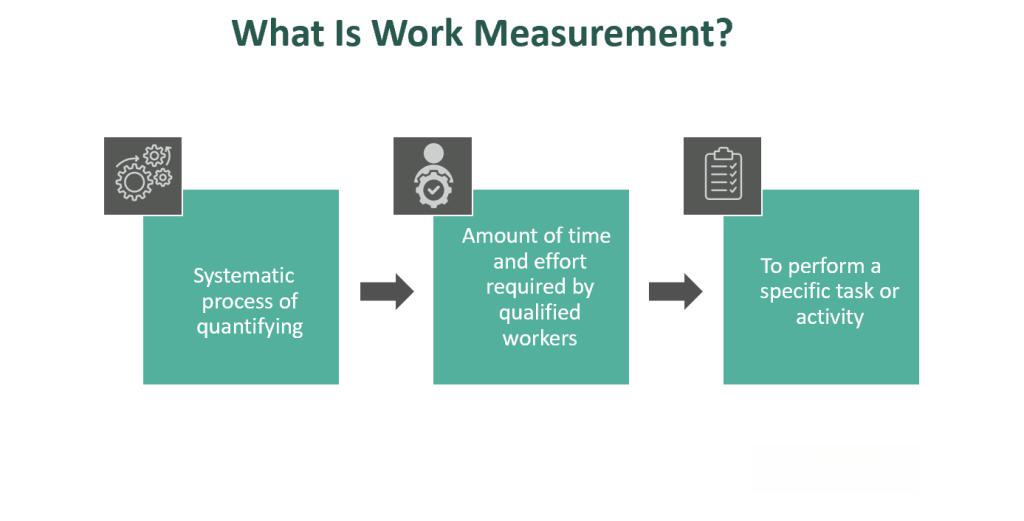 What Is Work Measurement?
Systematic
process of
quantifying
Amount of time
and effort
required by
qualified
workers
To perform a
specific task or
activity